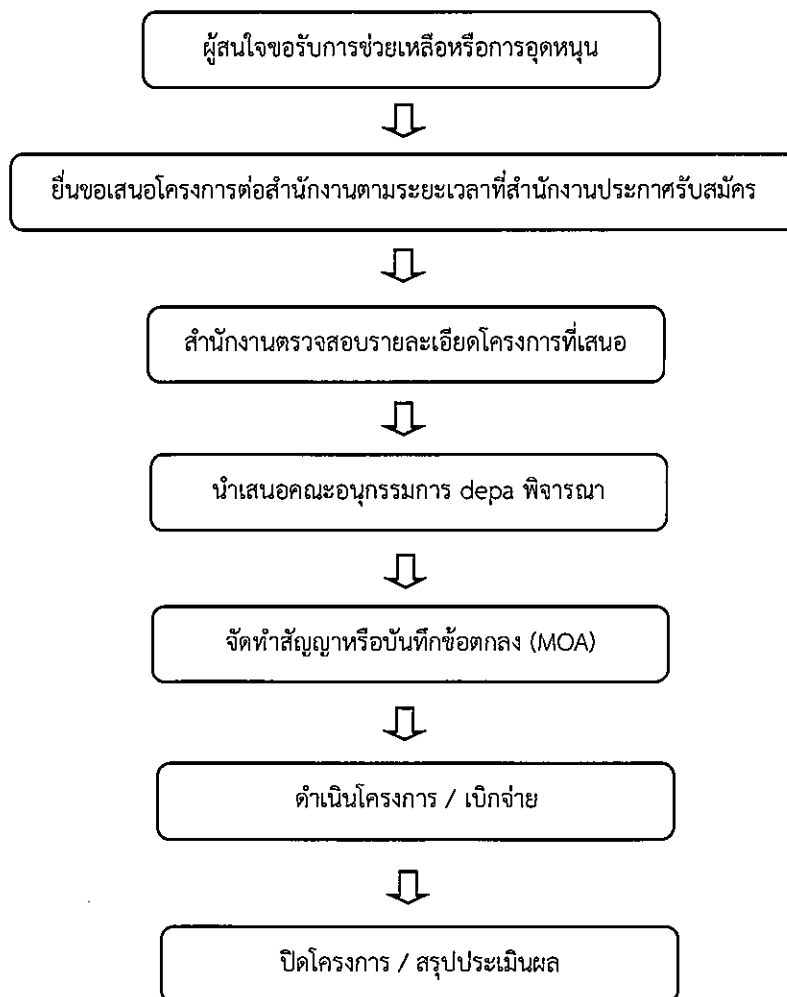 ผู้สนใจขอรับการช่วยเหลือหรือการอุดหนุน
ยื่นขอเสนอโครงการต่อสำนักงานตามระยะเวลาที่สำนักงานประกาศรับสมัคร
สำนักงานตรวจสอบรายละเอียดโครงการที่เสนอ
นำเสนอคณะอนุกรรมการ depa พิจารณา
จัดทำสัญญาหรือบันทึกข้อตกลง (MOA)
ดำเนินโครงการ / เบิกจ่าย
ปิดโครงการ / สรุปประเมินผล